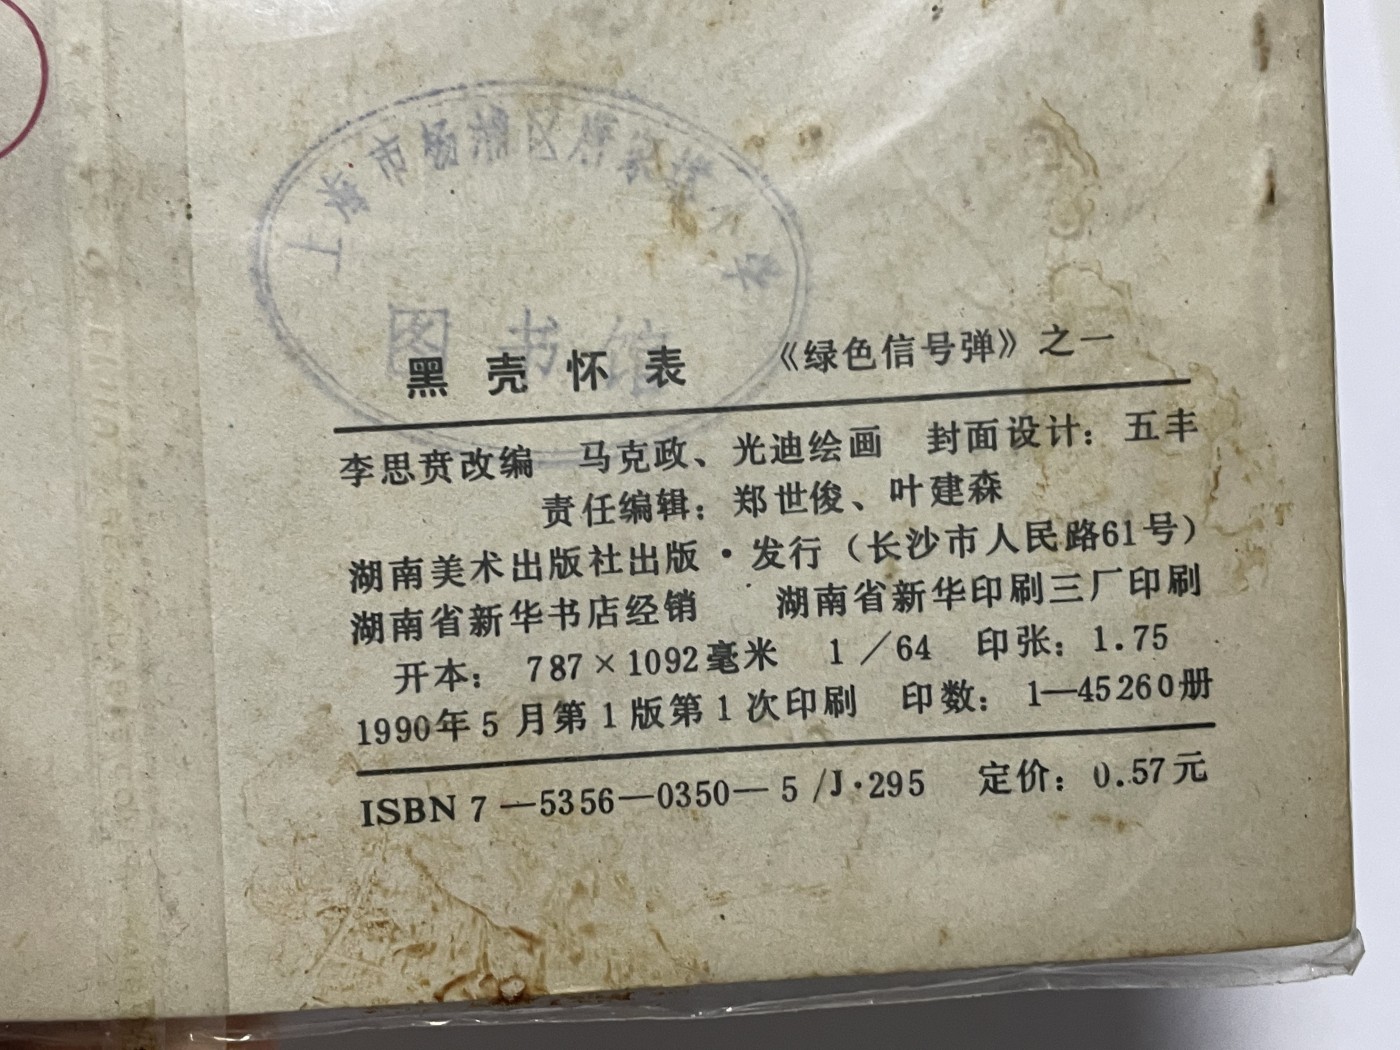 上海市杨浦区
图书馆
黑壳怀表 《绿色信号弹》之一
李思贲改编 马克政、光迪绘画 封面设计：五丰
责任编辑：郑世俊、叶建森
湖南美术出版社出版·发行（长沙市人民路61号）
湖南省新华书店经销 湖南省新华印刷三厂印刷
开本：787×1092毫米 1／64 印张：1.75
1990年5月第1版第1次印刷 印数：1—45260册
ISBN 7—5356—0350—5/J·295 定价：0.57元